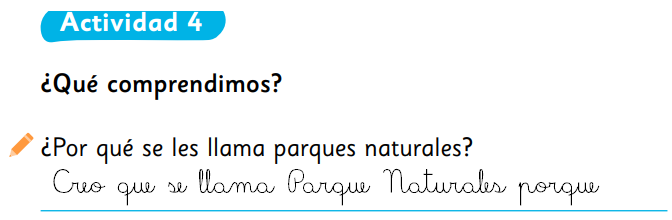 Actividad 4
¿Qué comprendimos?
¿Por qué se les llama parques naturales?
Creo que se llama Parque Naturales porque